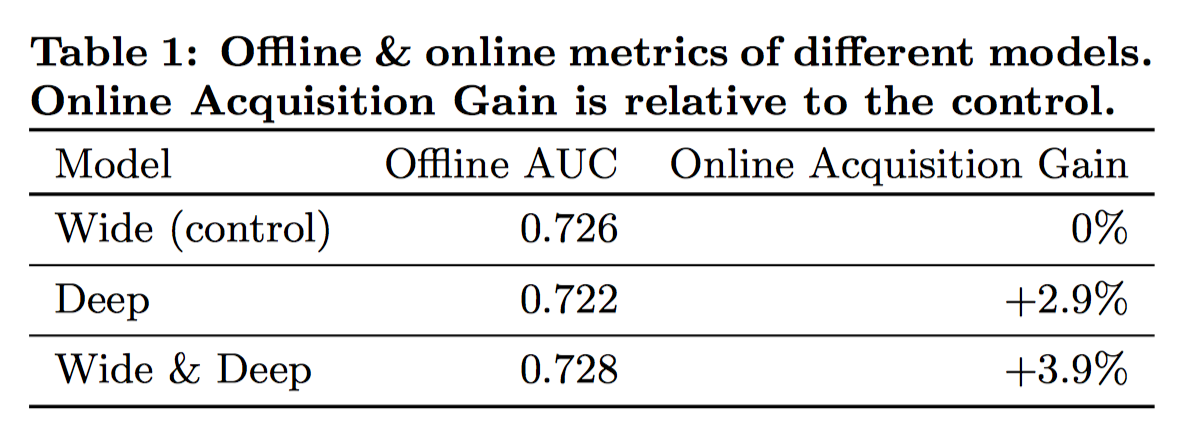 Table 1: Offline & online metrics of different models.
Online Acquisition Gain is relative to the control.
Model Offline AUC Online Acquisition Gain
Wide (control) 0.726 0%
Deep 0.722 +2.9%
Wide & Deep 0.728 +3.9%